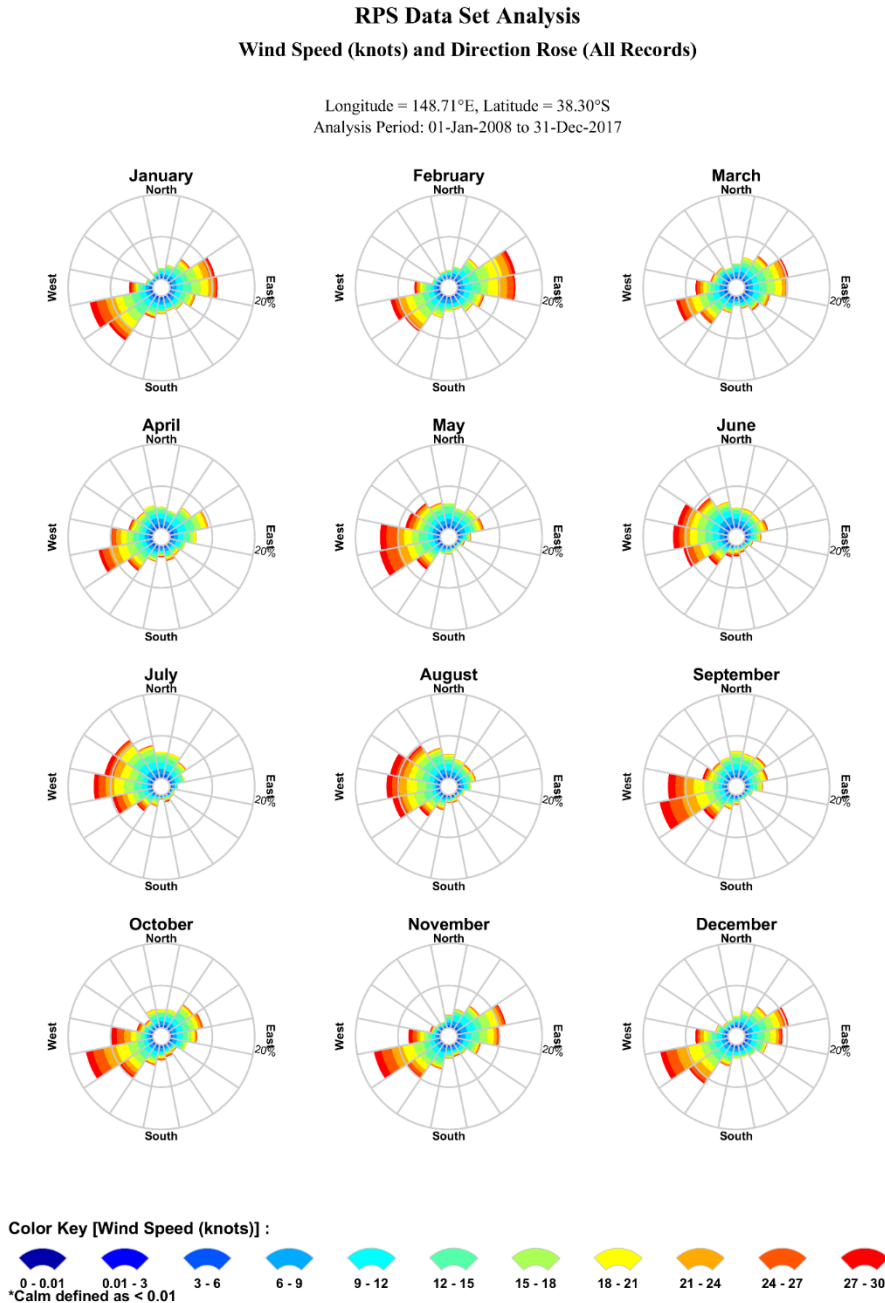 RPS Data Set Analysis
Wind Speed (knots) and Direction Rose (All Records)
Longitude = 148.71°E, Latitude = 38.30°S
Analysis Period: 01-Jan-2008 to 31-Dec-2017
January February March
North North North
West East West East West East
20% 20% 20%
South South South
April May June
North North North
West East West East West East
20% 20% 20%
South South South
July August September
North North North
West East West East West East
20% 20% 20%
South South South
October November December
North North North
West East West East West East
20% 20% 20%
South South South
Color Key [Wind Speed (knots)] :
0 - 0.01 0.01 - 3 3 - 6 6 - 9 9 - 12 12 - 15 15 - 18 18 - 21 21 - 24 24 - 27 27 - 30
*Calm defined as < 0.01